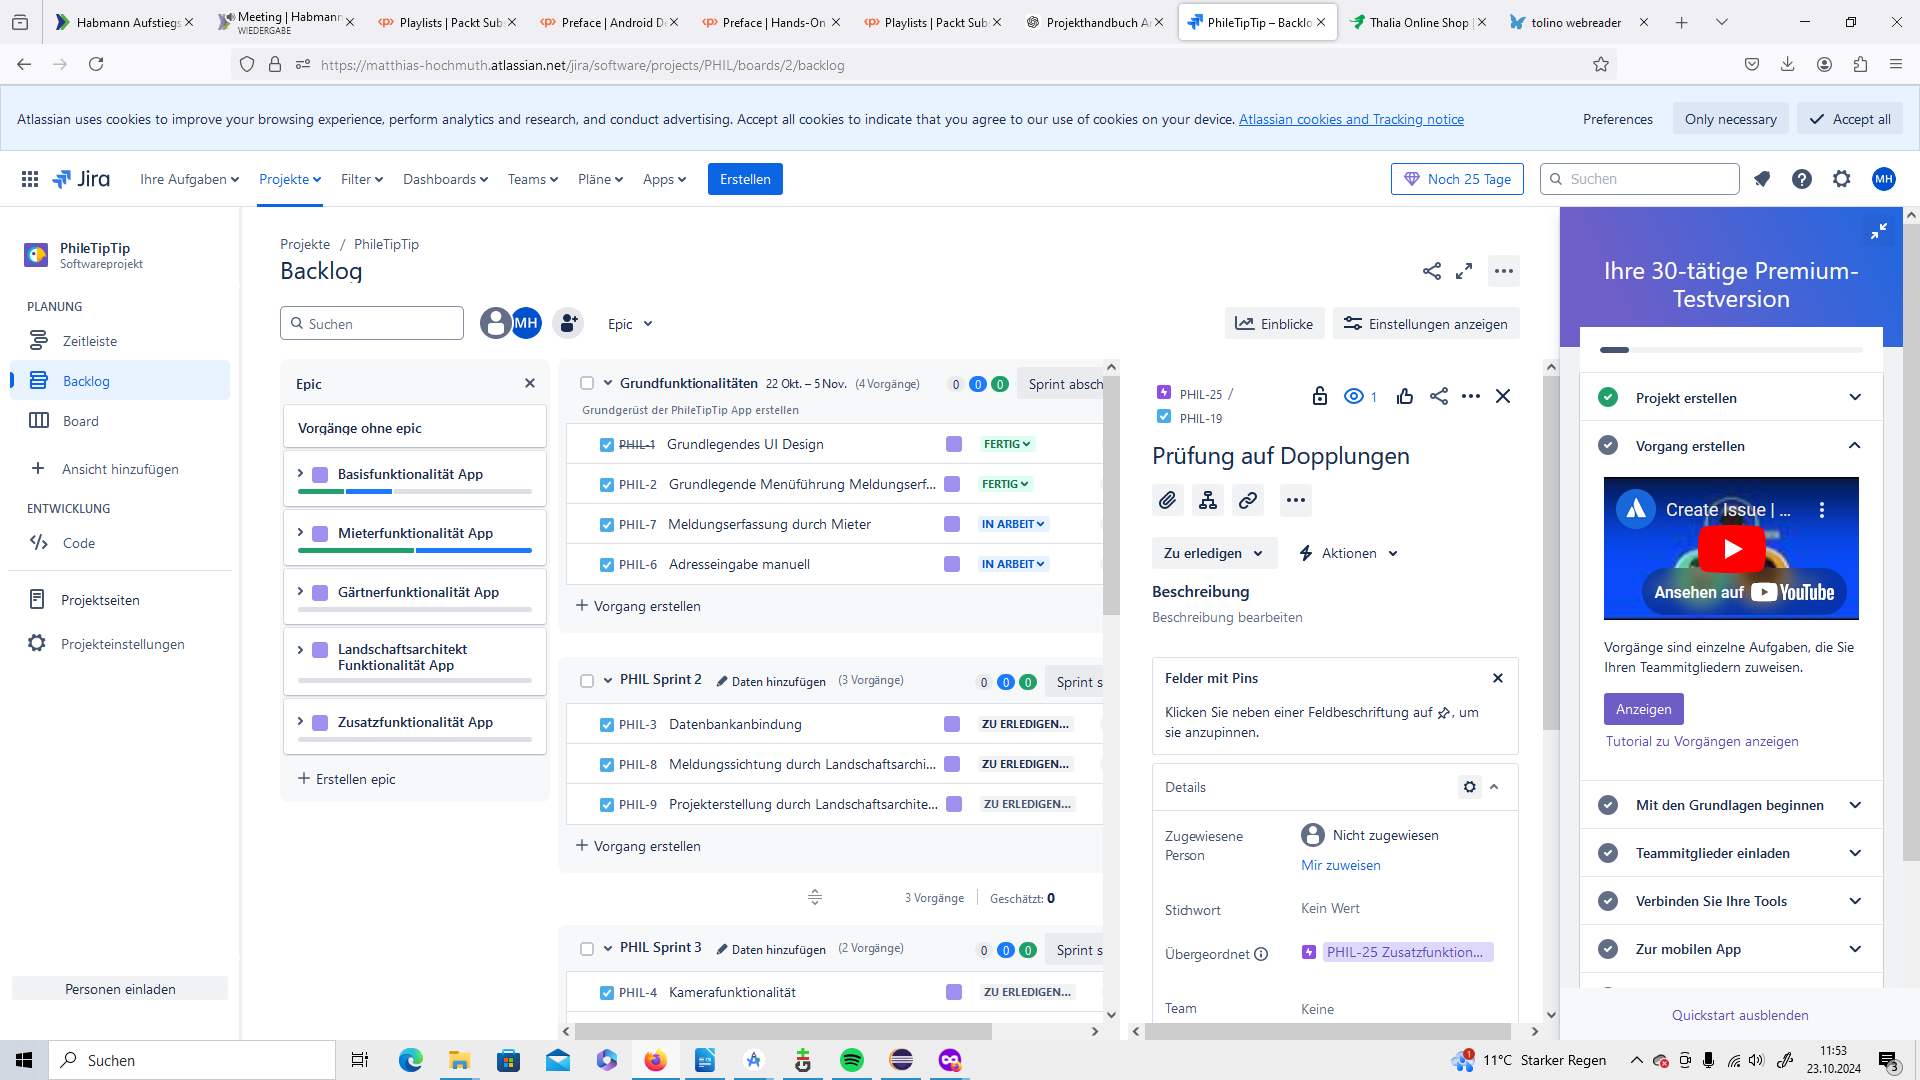 Habmann Aufstiegs
Meeting | Habmann
WIEDERGABE
Playlists | Packt Sub
Preface | Android De
Preface | Hands-On
Playlists | Packt Sub
Projekthandbuch A
PhileTipTip – Backlo
Thalia Online Shop |
tolino webreader
https://matthias-hochmuth.atlassian.net/jira/software/projects/PHIL/boards/2/backlog
Atlassian uses cookies to improve your browsing experience, perform analytics and research, and conduct advertising. Accept all cookies to indicate that you agree to our use of cookies on your device. Atlassian cookies and Tracking notice
Preferences
Only necessary
Accept all
Jira
Ihre Aufgaben
Projekte
Filter
Dashboards
Teams
Pläne
Apps
Erstellen
Noch 25 Tage
Suchen
MH
PhileTipTip
Softwareprojekt
PLANUNG
Zeitleiste
Backlog
Board
Ansicht hinzufügen
ENTWICKLUNG
Code
Projektseiten
Projekteinstellungen
Personen einladen
Projekte / PhileTipTip
Backlog
Suchen
MH
Epic
Einblicke
Einstellungen anzeigen
Epic
Vorgänge ohne epic
Basisfunktionalität App
Mieterfunktionalität App
Gärtnerfunktionalität App
Landschaftsarchitekt
Funktionalität App
Zusatzfunktionalität App
Erstellen epic
Grundfunktionalitäten 22 Okt. – 5 Nov. (4 Vorgänge) 0 0 0 Sprint absch
Grundgerüst der PhileTipTip App erstellen
PHIL-1 Grundlegendes UI Design FERTIG
PHIL-2 Grundlegende Menüführung Meldungserf... FERTIG
PHIL-7 Meldungserfassung durch Mieter IN ARBEIT
PHIL-6 Adresseingabe manuell IN ARBEIT
Vorgang erstellen
PHIL Sprint 2 Daten hinzufügen (3 Vorgänge) 0 0 0 Sprint s
PHIL-3 Datenbankanbindung ZU ERLEDIGEN...
PHIL-8 Meldungssichtung durch Landschaftsarchi... ZU ERLEDIGEN...
PHIL-9 Projekterstellung durch Landschaftsarchite... ZU ERLEDIGEN...
Vorgang erstellen
3 Vorgänge Geschätzt: 0
PHIL Sprint 3 Daten hinzufügen (2 Vorgänge) 0 0 0 Sprint s
PHIL-4 Kamerafunktionalität ZU ERLEDIGEN...
PHIL-25 /
PHIL-19
1
Prüfung auf Dopplungen
Zu erledigen
Aktionen
Beschreibung
Beschreibung bearbeiten
Felder mit Pins
Klicken Sie neben einer Feldbeschriftung auf , um
sie anzupinnen.
Details
Zugewiesene
Person
Nicht zugewiesen
Mir zuweisen
Stichwort
Kein Wert
Übergeordnet
PHIL-25 Zusatzfunktion...
Team
Keine
Ihre 30-tätige Premium-
Testversion
Projekt erstellen
Vorgang erstellen
Create Issue | ...
Ansehen auf YouTube
Vorgänge sind einzelne Aufgaben, die Sie
Ihren Teammitgliedern zuweisen.
Anzeigen
Tutorial zu Vorgängen anzeigen
Mit den Grundlagen beginnen
Teammitglieder einladen
Verbinden Sie Ihre Tools
Zur mobilen App
Quickstart ausblenden
Suchen
1
11°C Starker Regen
11:53
23.10.2024
3